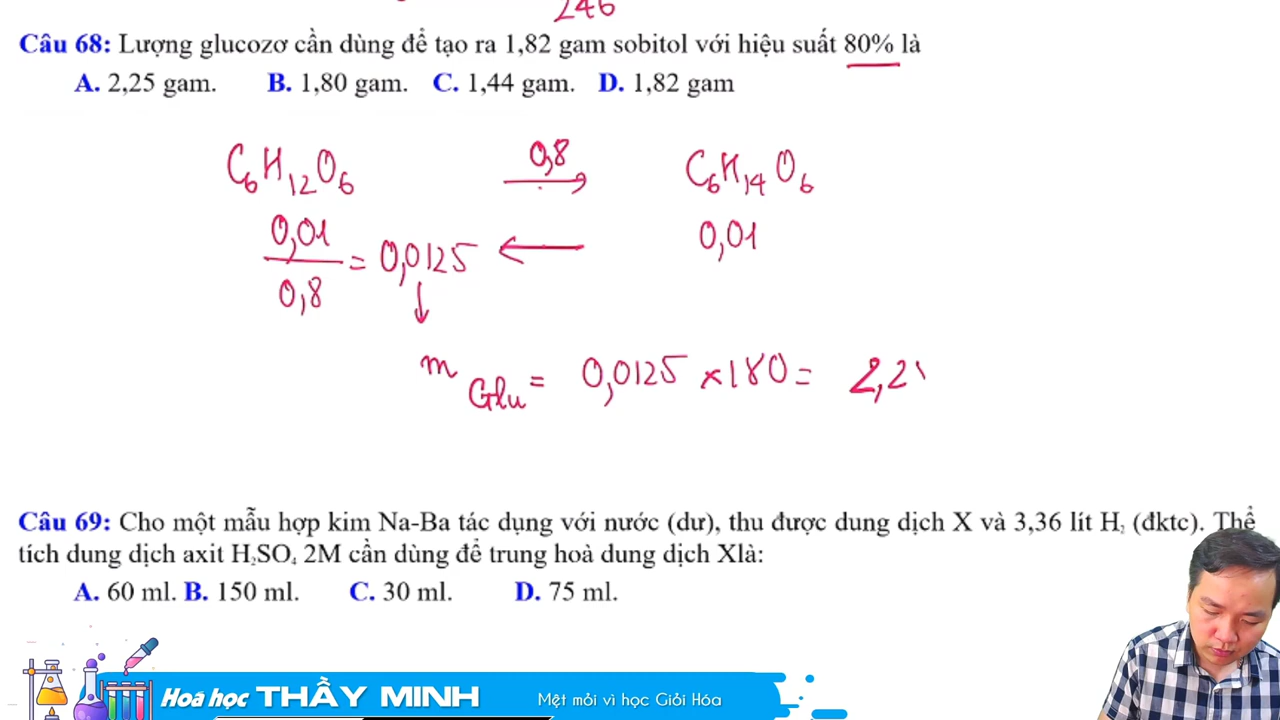 246
Câu 68: Lượng glucozơ cần dùng để tạo ra 1,82 gam sobitol với hiệu suất 80% là
A. 2,25 gam. B. 1,80 gam. C. 1,44 gam. D. 1,82 gam
C₆H₁₂O₆ 0,8 → C₆H₁₄O₆
0,01 / 0,8 = 0,0125 ← 0,01
↓
m Glu = 0,0125 × 180 = 2,2
Câu 69: Cho một mẫu hợp kim Na-Ba tác dụng với nước (dư), thu được dung dịch X và 3,36 lít H₂ (đktc). Thể
tích dung dịch axit H₂SO₄ 2M cần dùng để trung hoà dung dịch Xlà:
A. 60 ml. B. 150 ml. C. 30 ml. D. 75 ml.
Hoá học THẦY MINH Mệt mỏi vì học Giỏi Hóa